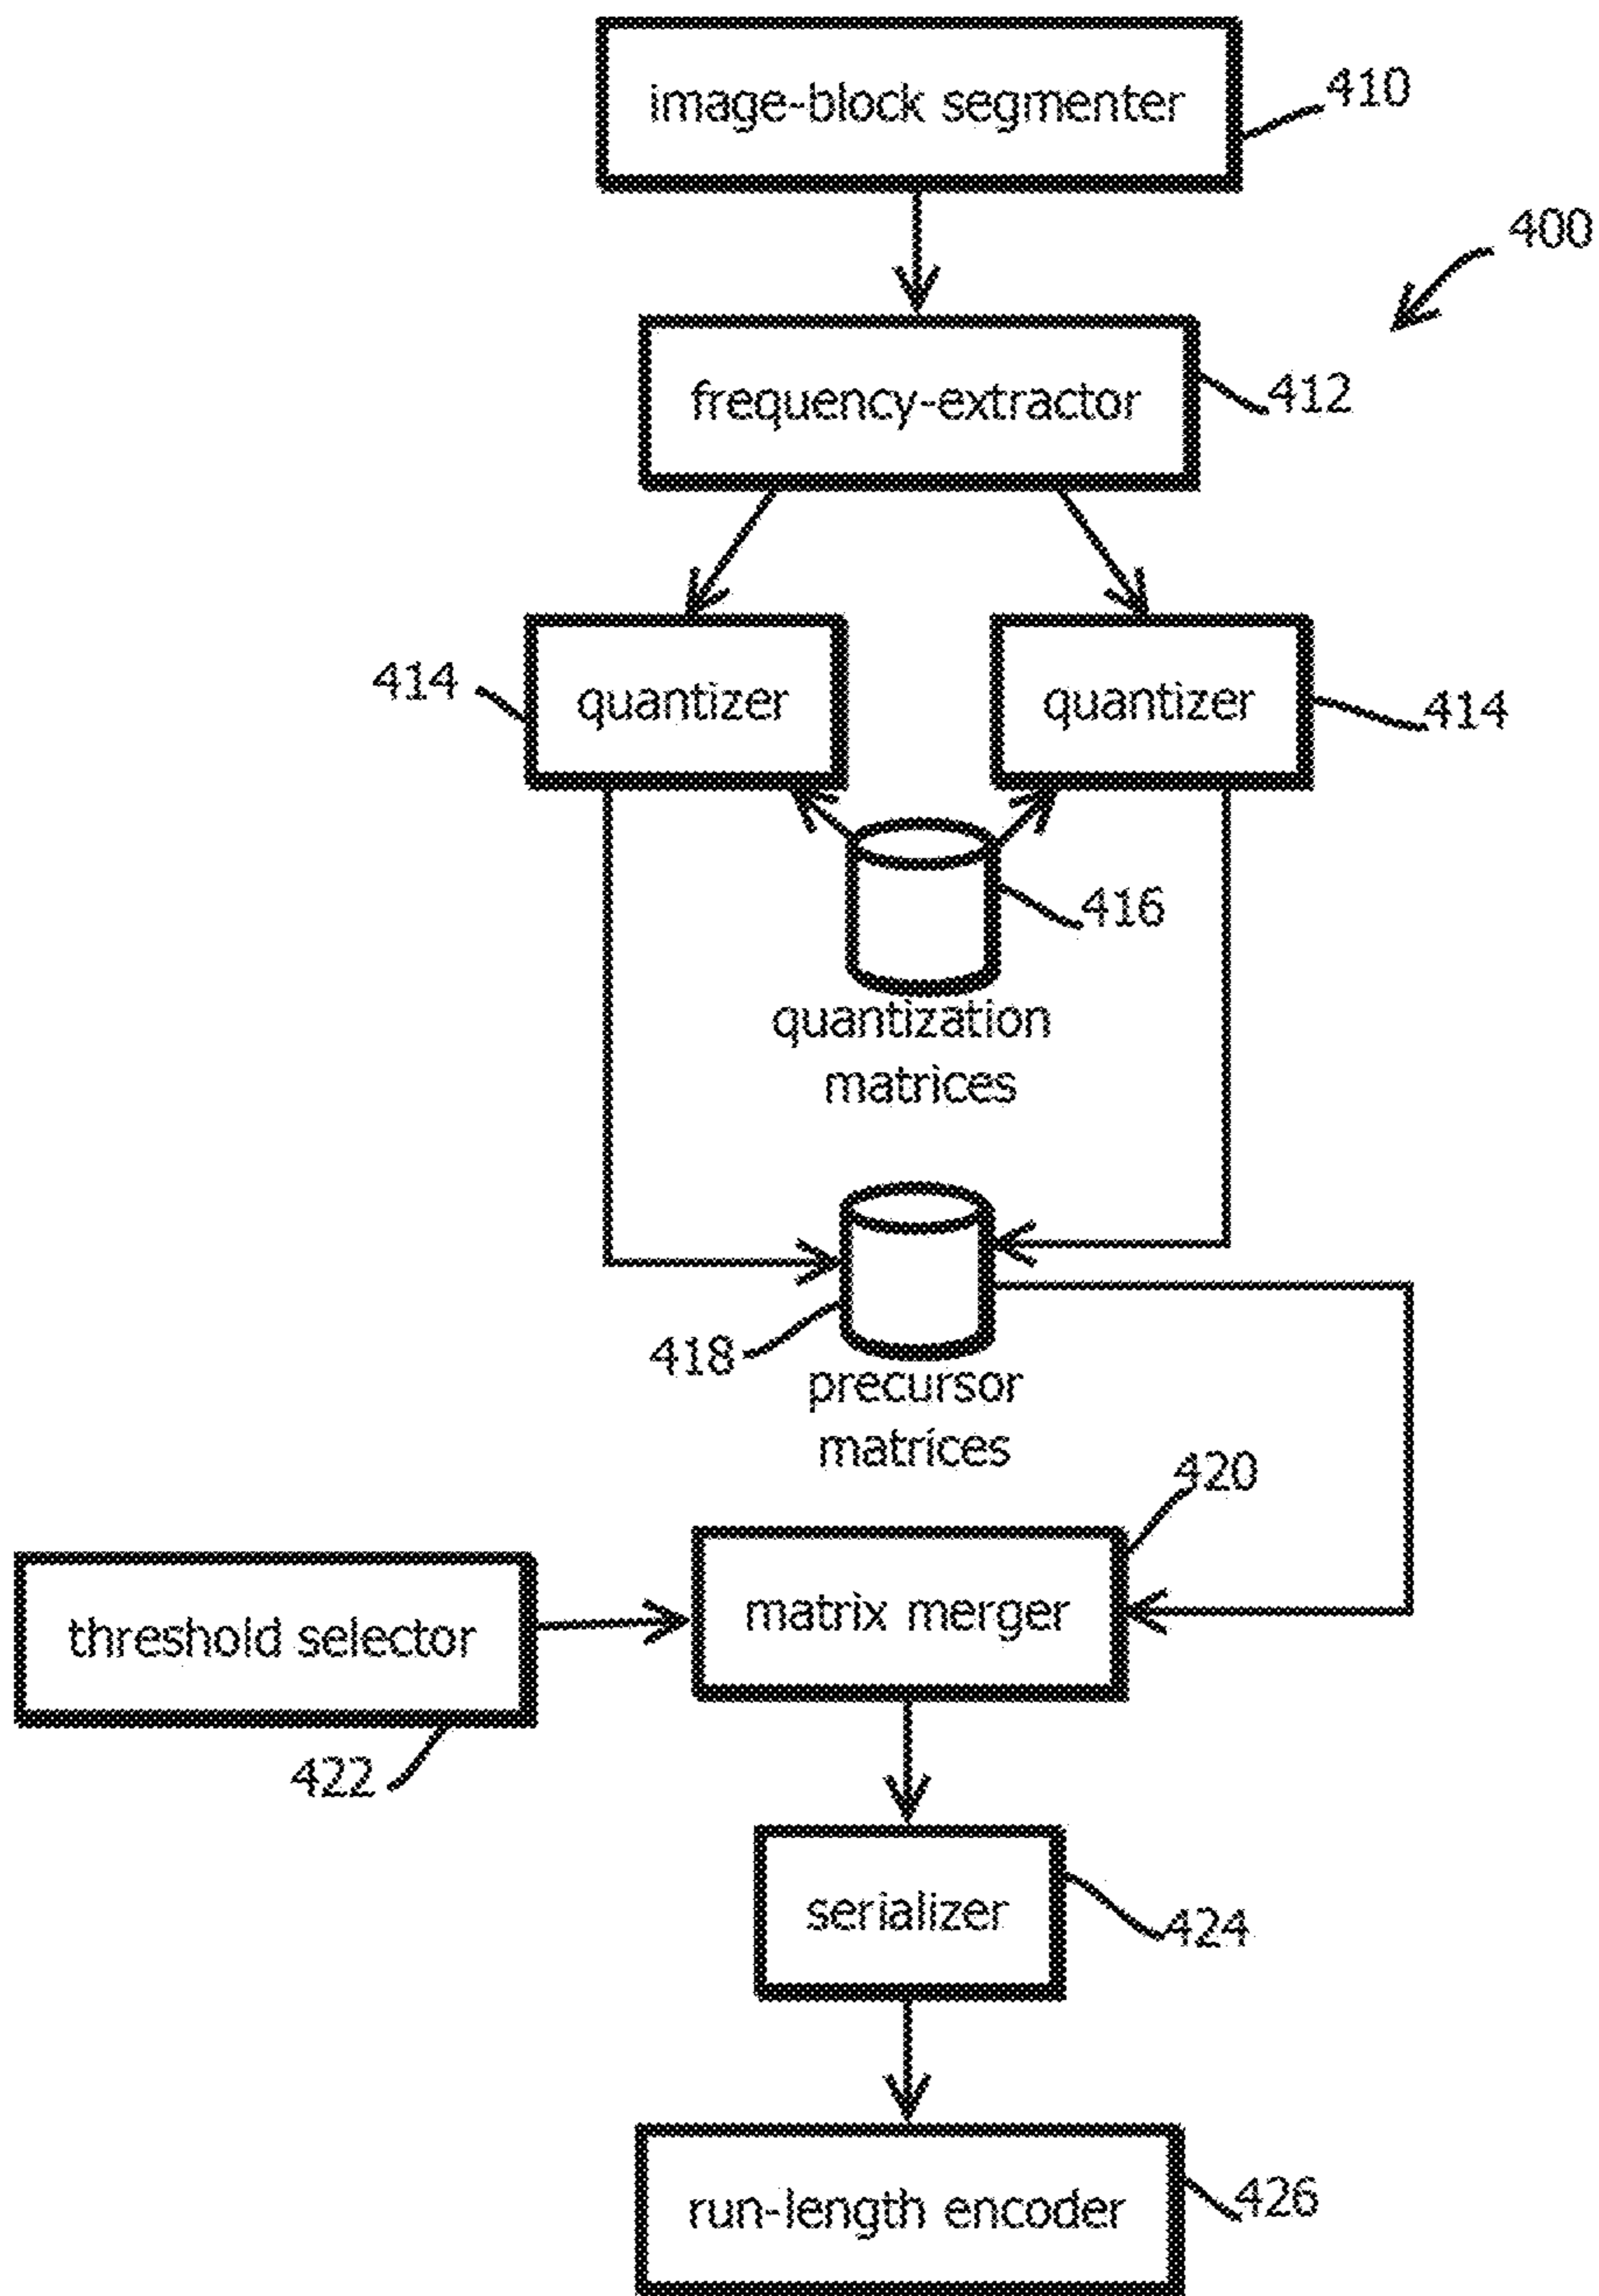 image-block segmenter
410
400
frequency-extractor
412
414
quantizer
quantizer
414
416
quantization
matrices
418
precursor
matrices
420
threshold selector
matrix merger
422
serializer
424
run-length encoder
426